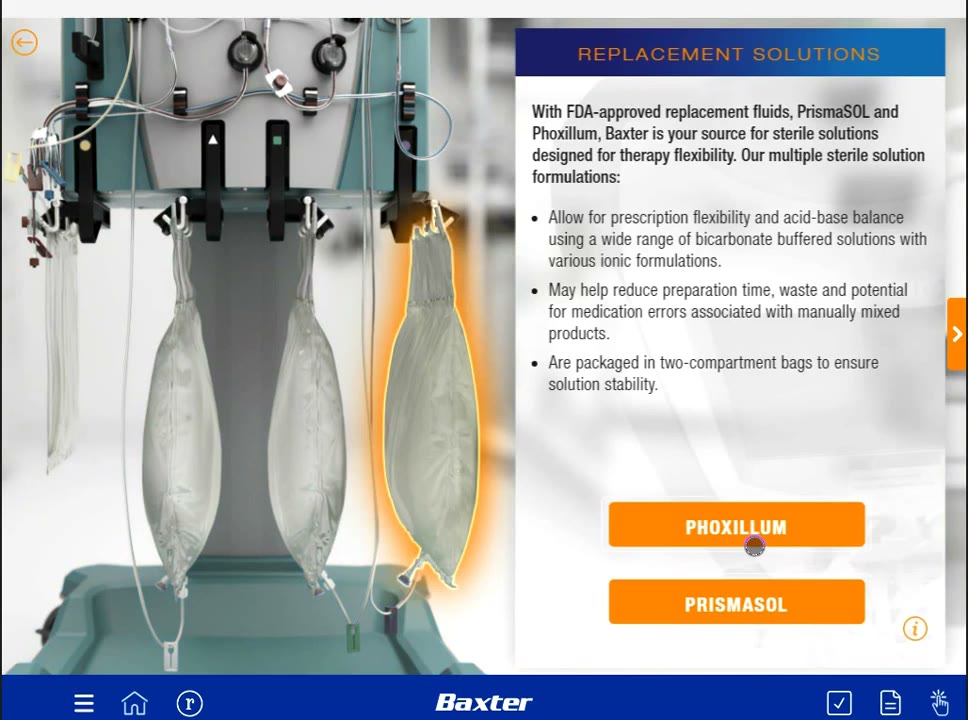 REPLACEMENT SOLUTIONS
With FDA-approved replacement fluids, PrismaSOL and
Phoxillum, Baxter is your source for sterile solutions
designed for therapy flexibility. Our multiple sterile solution
formulations:
• Allow for prescription flexibility and acid-base balance
using a wide range of bicarbonate buffered solutions with
various ionic formulations.
• May help reduce preparation time, waste and potential
for medication errors associated with manually mixed
products.
• Are packaged in two-compartment bags to ensure
solution stability.
PHOXILLUM
PRISMASOL
i
r
Baxter